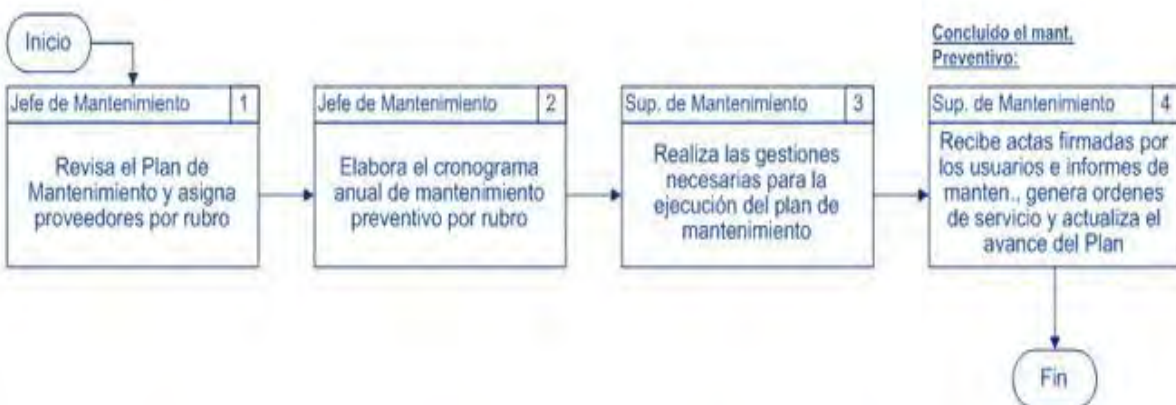 Inicio
Jefe de Mantenimiento 1
Revisa el Plan de
Mantenimiento y asigna
proveedores por rubro
Jefe de Mantenimiento 2
Elabora el cronograma
anual de mantenimiento
preventivo por rubro
Sup. de Mantenimiento 3
Realiza las gestiones
necesarias para la
ejecución del plan de
mantenimiento
Concluido el mant.
Preventivo:
Sup. de Mantenimiento 4
Recibe actas firmadas por
los usuarios e informes de
manten., genera ordenes
de servicio y actualiza el
avance del Plan
Fin